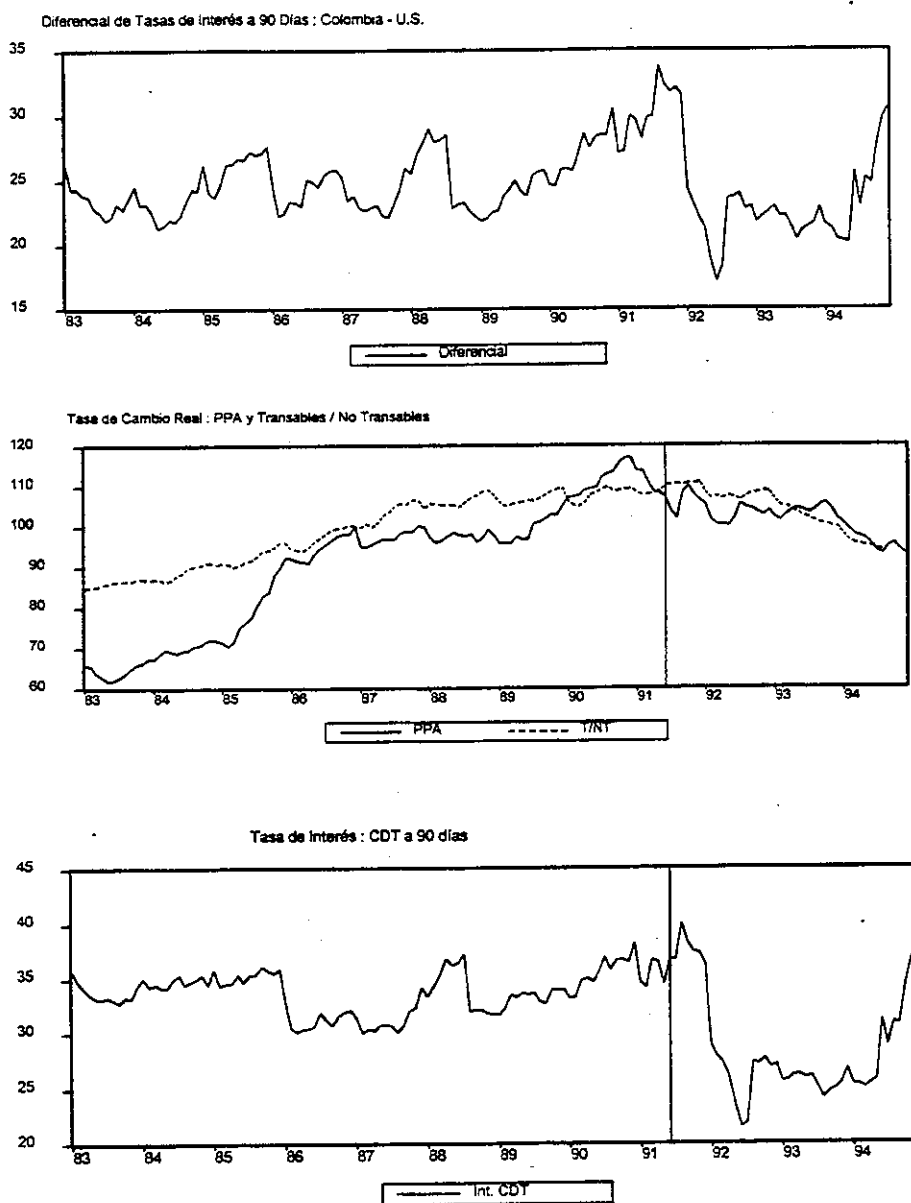 Diferencial de Tasas de Interés a 90 Días : Colombia - U.S.
35
30
25
20
15
83 84 85 86 87 88 89 90 91 92 93 94
Diferencial
Tasa de Cambio Real : PPA y Transables / No Transables
120
110
100
90
80
70
60
83 84 85 86 87 88 89 90 91 92 93 94
PPA T/NT
Tasa de Interés : CDT a 90 días
45
40
35
30
25
20
83 84 85 86 87 88 89 90 91 92 93 94
Int. CDT